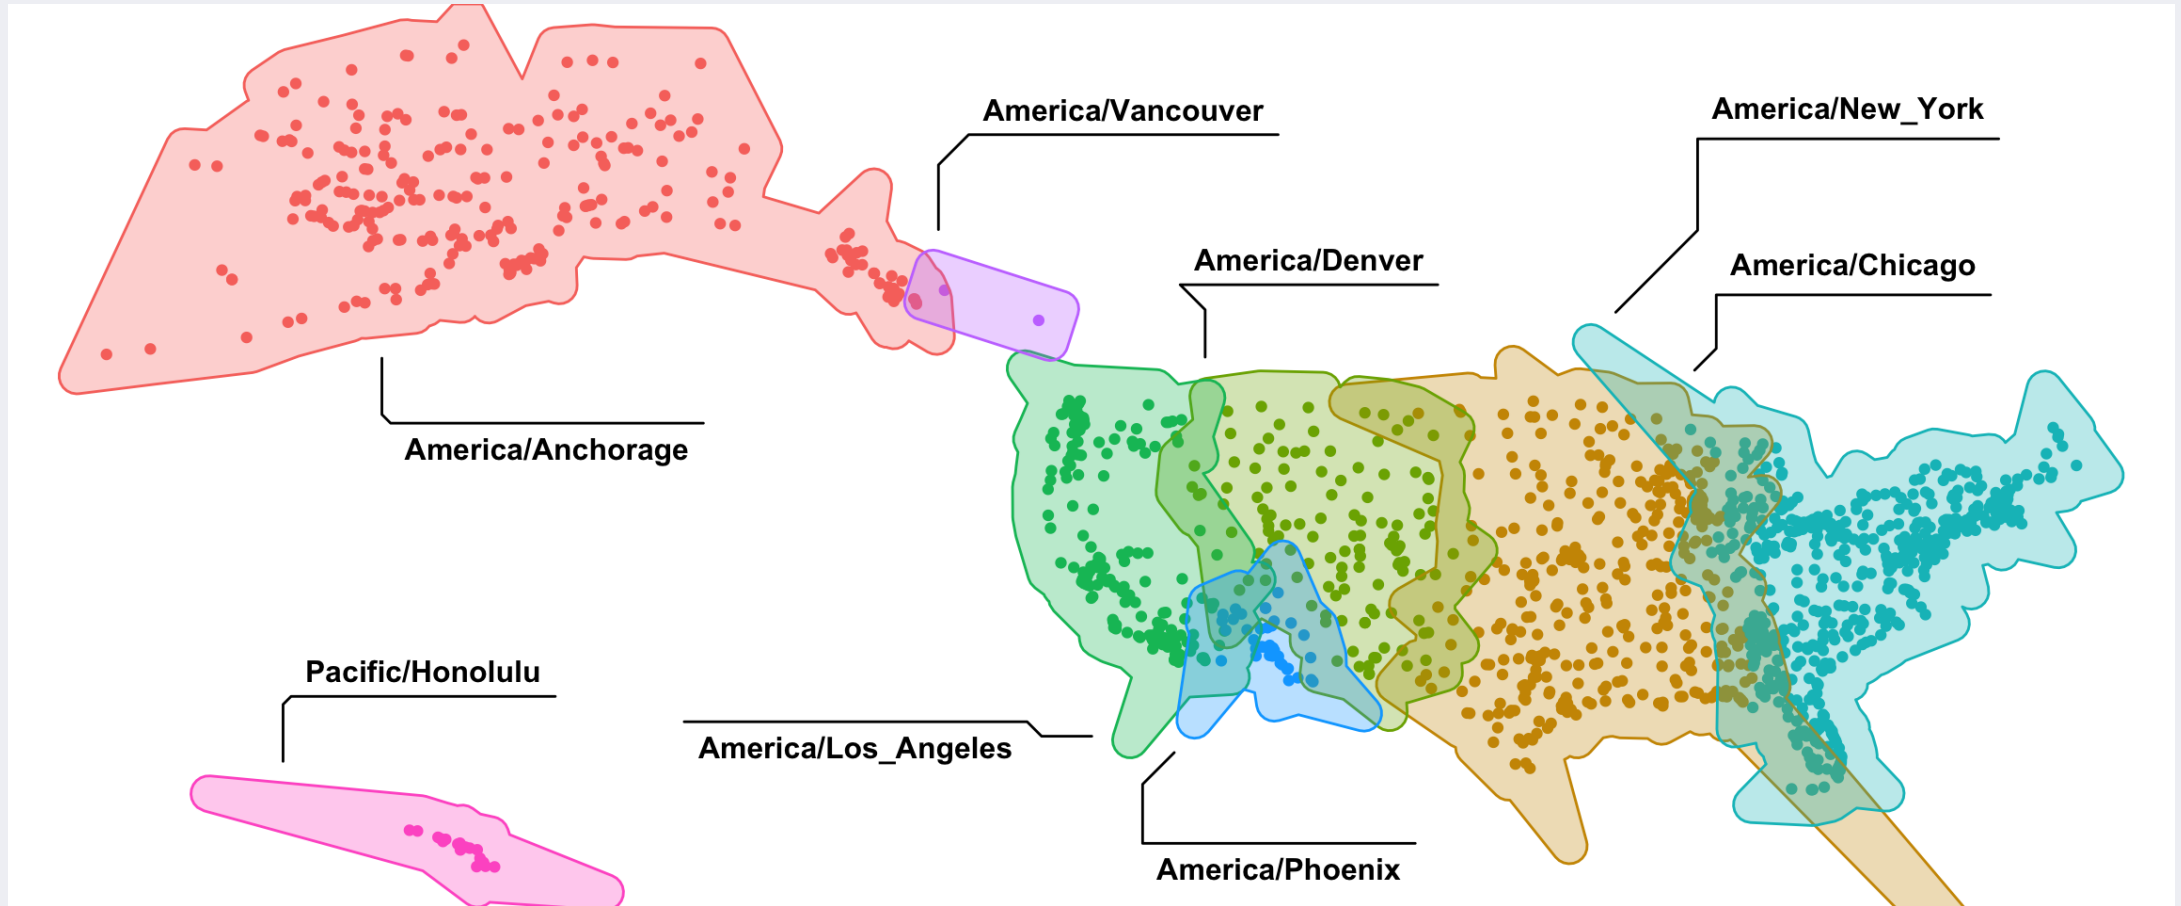 America/Vancouver
America/New_York
America/Denver
America/Chicago
America/Anchorage
Pacific/Honolulu
America/Los_Angeles
America/Phoenix